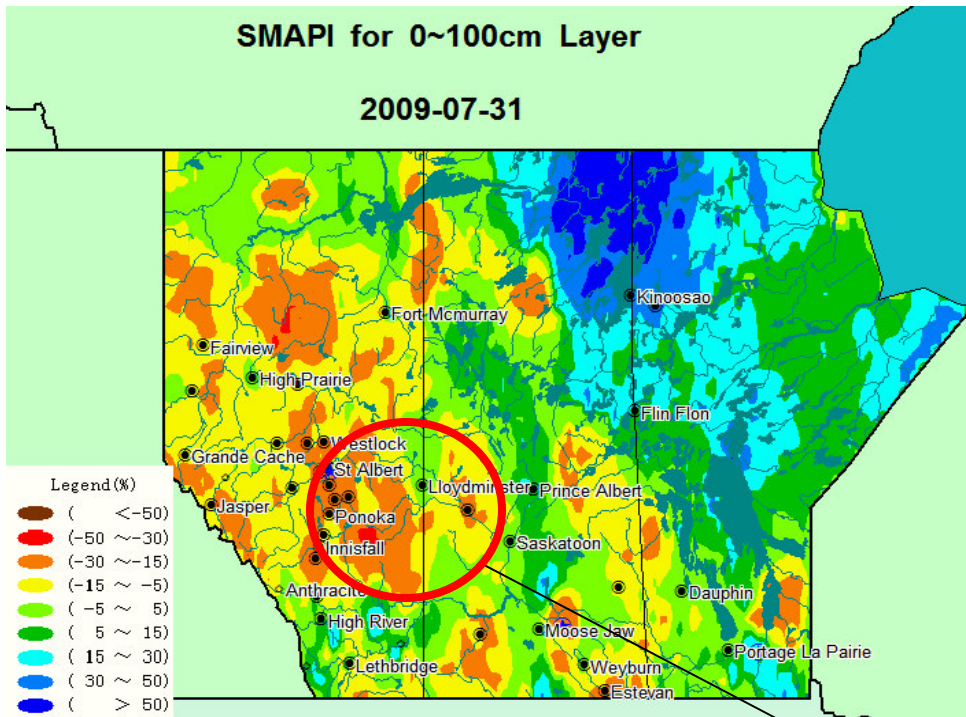 SMAPI for 0~100cm Layer
2009-07-31
Kinoosao
Fort Mcmurray
Fairview
High Prairie
Flin Flon
Westlock
Grande Cache
St Albert
Lloydminster
Prince Albert
Jasper
Ponoka
Innisfall
Saskatoon
Anthracite
Dauphin
High River
Moose Jaw
Portage La Pairie
Lethbridge
Weyburn
Estevan
Legend(%)
( <-50)
(-50 ~-30)
(-30 ~-15)
(-15 ~ -5)
( -5 ~ 5)
( 5 ~ 15)
( 15 ~ 30)
( 30 ~ 50)
( > 50)